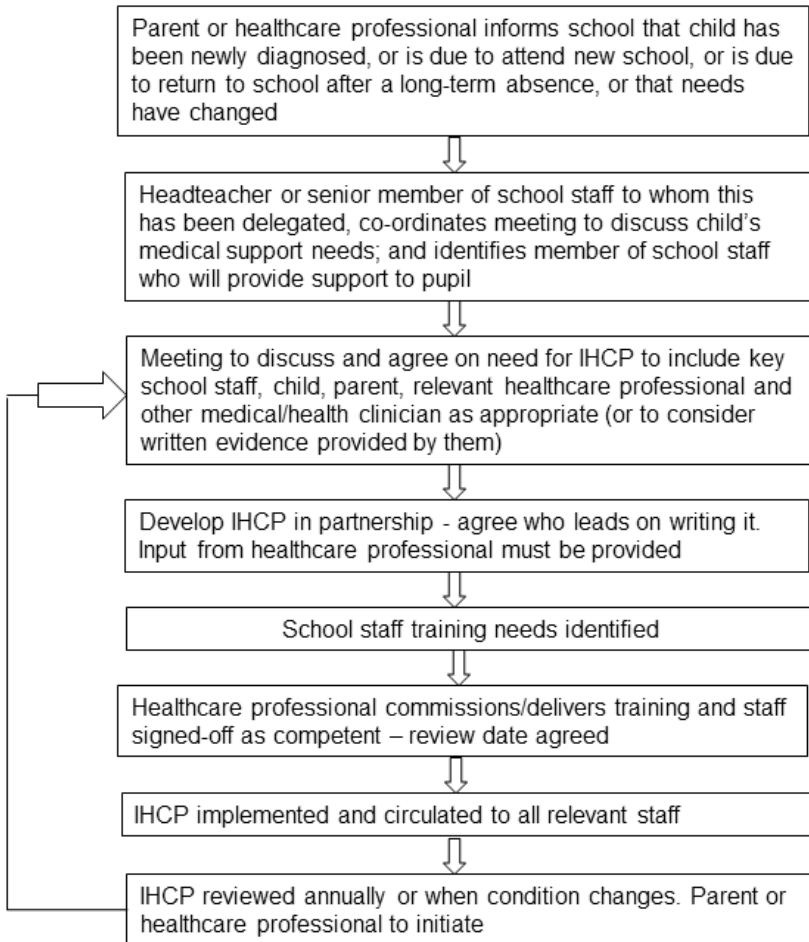 Parent or healthcare professional informs school that child has
been newly diagnosed, or is due to attend new school, or is due
to return to school after a long-term absence, or that needs
have changed
Headteacher or senior member of school staff to whom this
has been delegated, co-ordinates meeting to discuss child's
medical support needs; and identifies member of school staff
who will provide support to pupil
Meeting to discuss and agree on need for IHCP to include key
school staff, child, parent, relevant healthcare professional and
other medical/health clinician as appropriate (or to consider
written evidence provided by them)
Develop IHCP in partnership - agree who leads on writing it.
Input from healthcare professional must be provided
School staff training needs identified
Healthcare professional commissions/delivers training and staff
signed-off as competent – review date agreed
IHCP implemented and circulated to all relevant staff
IHCP reviewed annually or when condition changes. Parent or
healthcare professional to initiate